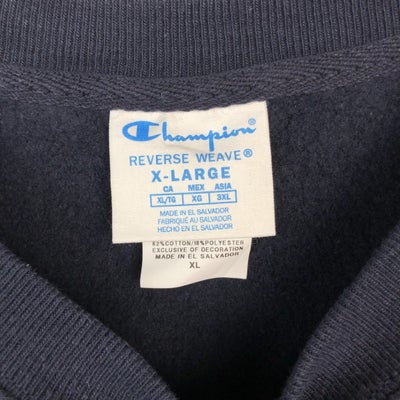 Champion
REVERSE WEAVE®
X-LARGE
CA MEX ASIA
XL/TG XG 3XL
MADE IN EL SALVADOR
FABRIQUÉ AU SALVADOR
HECHO EN EL SALVADOR
82%COTTON/18%POLYESTER
EXCLUSIVE OF DECORATION
MADE IN EL SALVADOR
XL